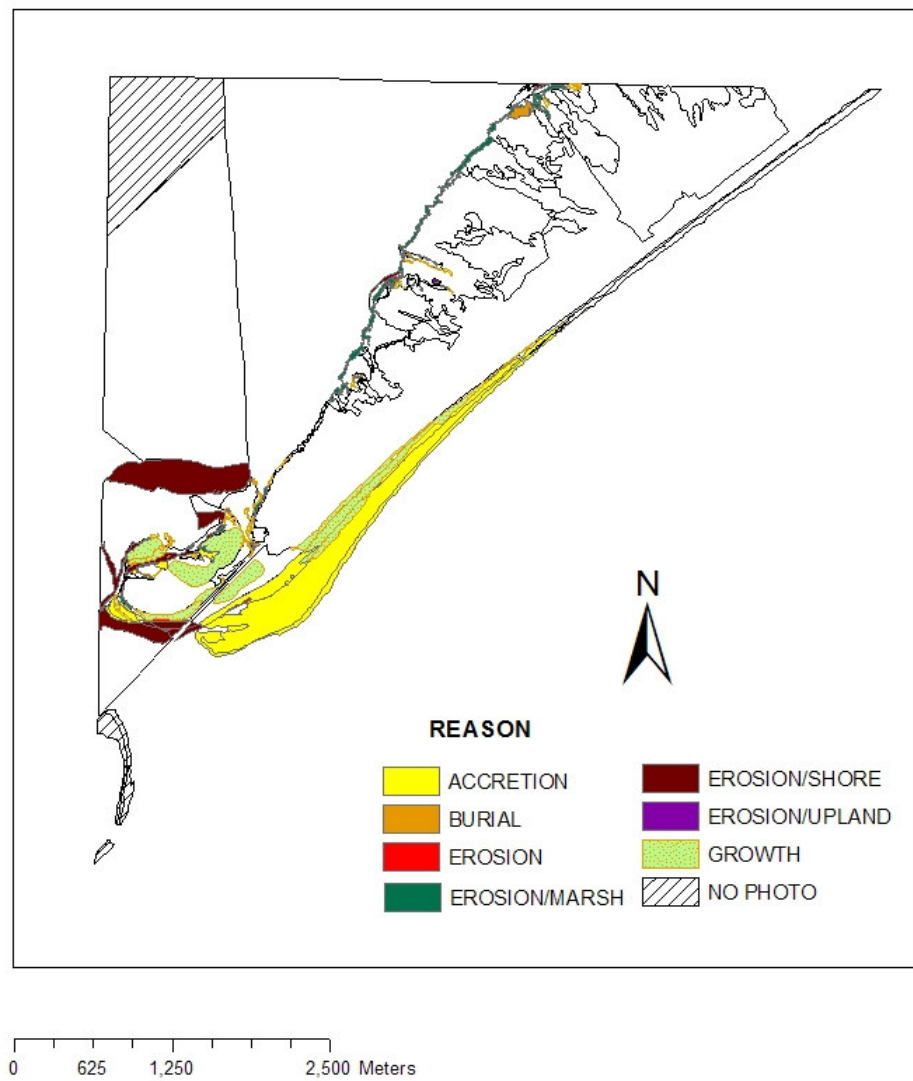 N
REASON
ACCRETION
BURIAL
EROSION
EROSION/MARSH
EROSION/SHORE
EROSION/UPLAND
GROWTH
NO PHOTO
0 625 1,250 2,500 Meters